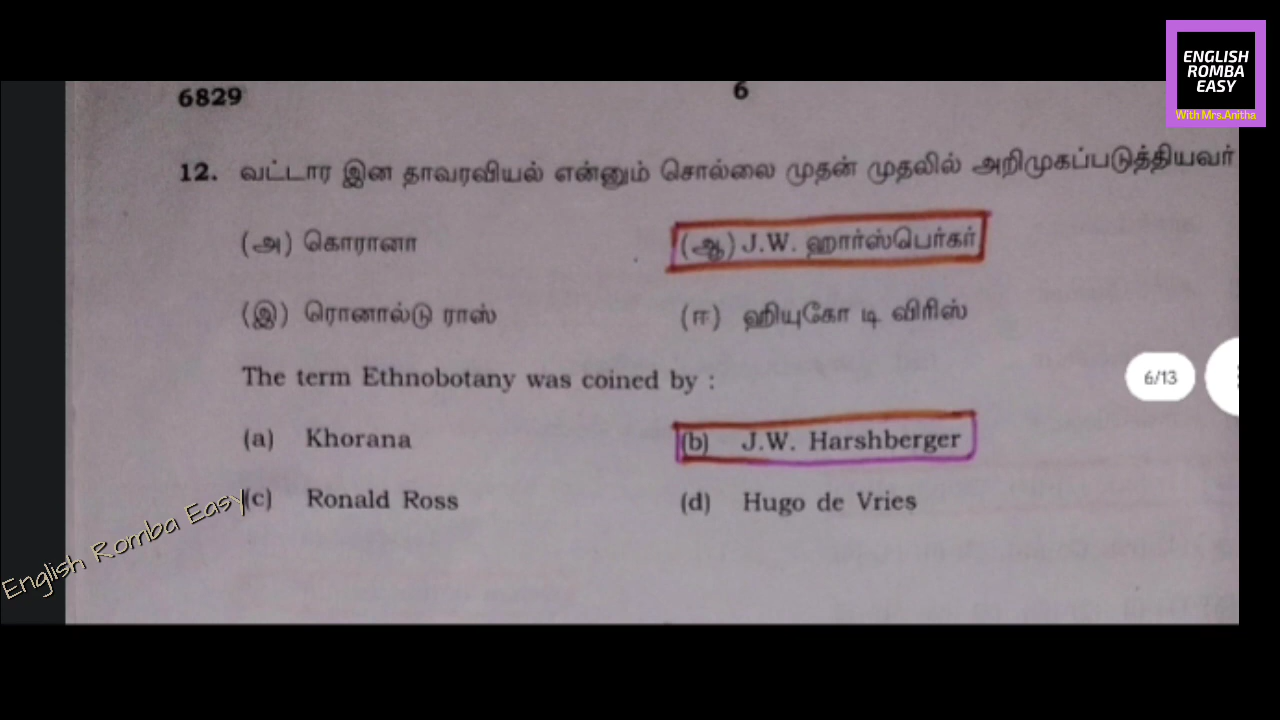 ENGLISH
ROMBA
EASY
With Mrs.Anitha
6829 6
12. வட்டார இன தாவரவியல் என்னும் சொல்லை முதன் முதலில் அறிமுகப்படுத்தியவர்
(அ) கொரானா (ஆ) J.W. ஹார்ஸ்பெர்கர்
(இ) ரொனால்டு ராஸ் (ஈ) ஹியுகோ டி விரிஸ்
The term Ethnobotany was coined by :
6/13
(a) Khorana (b) J.W. Harshberger
(c) Ronald Ross (d) Hugo de Vries
English Romba Easy